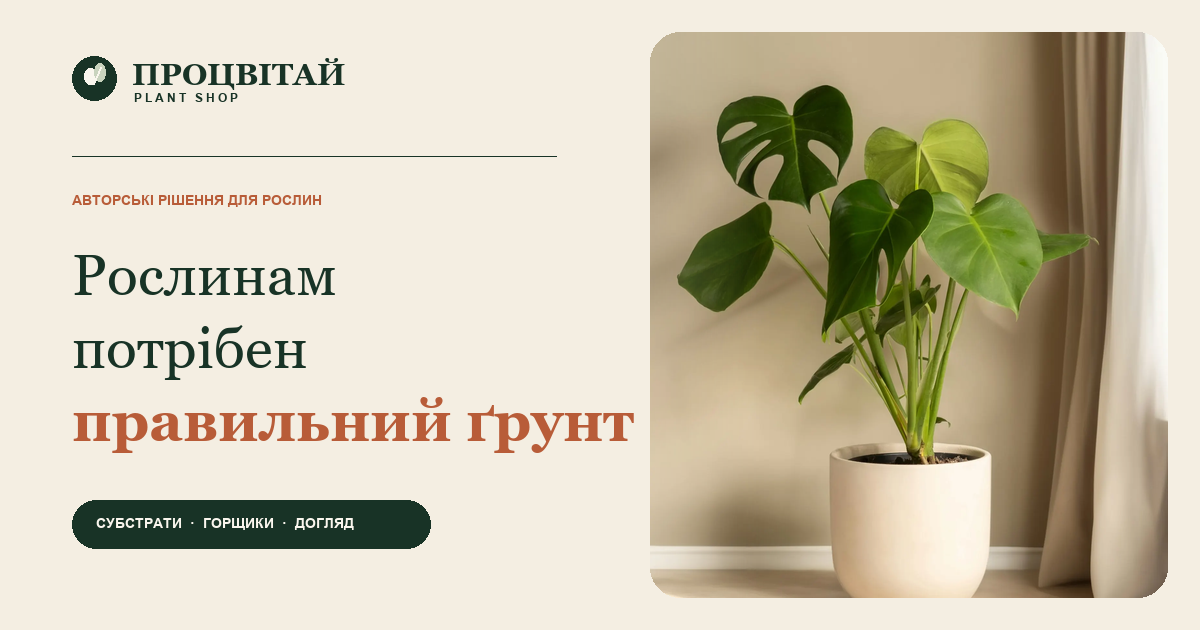 ПРОЦВІТАЙ
PLANT SHOP
АВТОРСЬКІ РІШЕННЯ ДЛЯ РОСЛИН
Рослинам
потрібен
правильний ґрунт
СУБСТРАТИ · ГОРЩИКИ · ДОГЛЯД